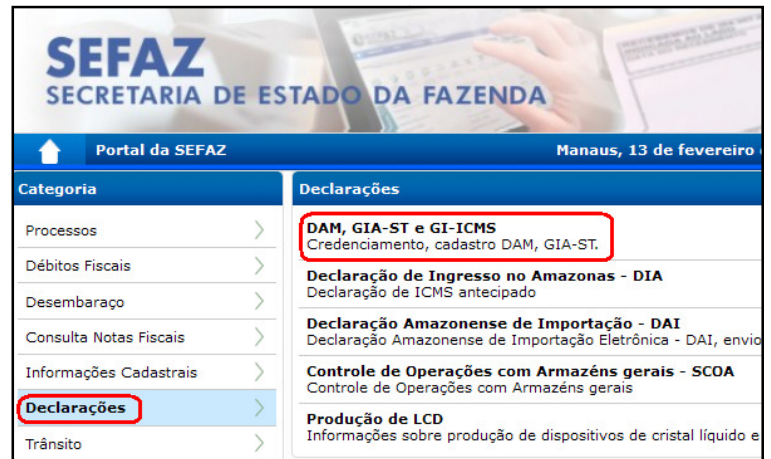 SEFAZ
SECRETARIA DE ESTADO DA FAZENDA
Portal da SEFAZ
Manaus, 13 de fevereiro
Categoria
Processos
Débitos Fiscais
Desembaraço
Consulta Notas Fiscais
Informações Cadastrais
Declarações
Trânsito
Declarações
DAM, GIA-ST e GI-ICMS
Credenciamento, cadastro DAM, GIA-ST.
Declaração de Ingresso no Amazonas - DIA
Declaração de ICMS antecipado
Declaração Amazonense de Importação - DAI
Declaração Amazonense de Importação Eletrônica - DAI, envio
Controle de Operações com Armazéns gerais - SCOA
Controle de Operações com Armazéns gerais
Produção de LCD
Informações sobre produção de dispositivos de cristal líquido e